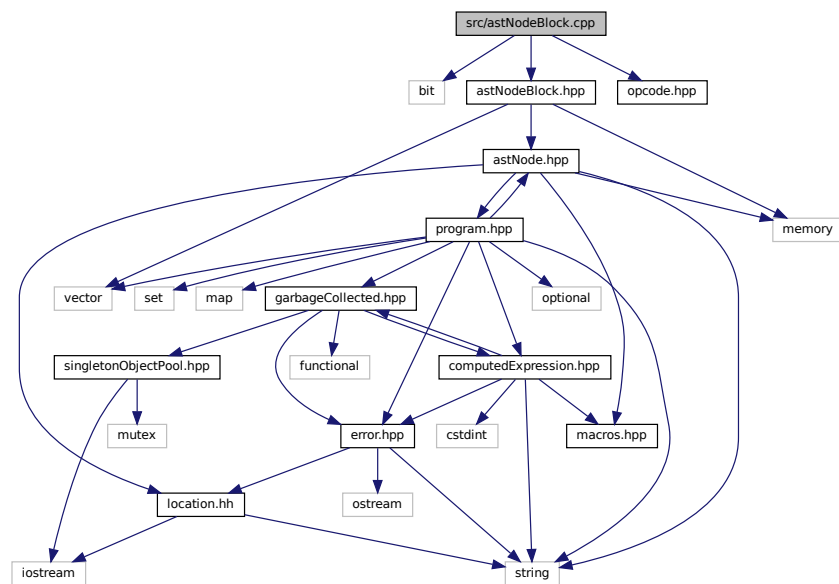 src/astNodeBlock.cpp
bit
astNodeBlock.hpp
opcode.hpp
astNode.hpp
program.hpp
memory
vector
set
map
garbageCollected.hpp
optional
singletonObjectPool.hpp
functional
computedExpression.hpp
mutex
error.hpp
cstdint
macros.hpp
location.hh
ostream
iostream
string